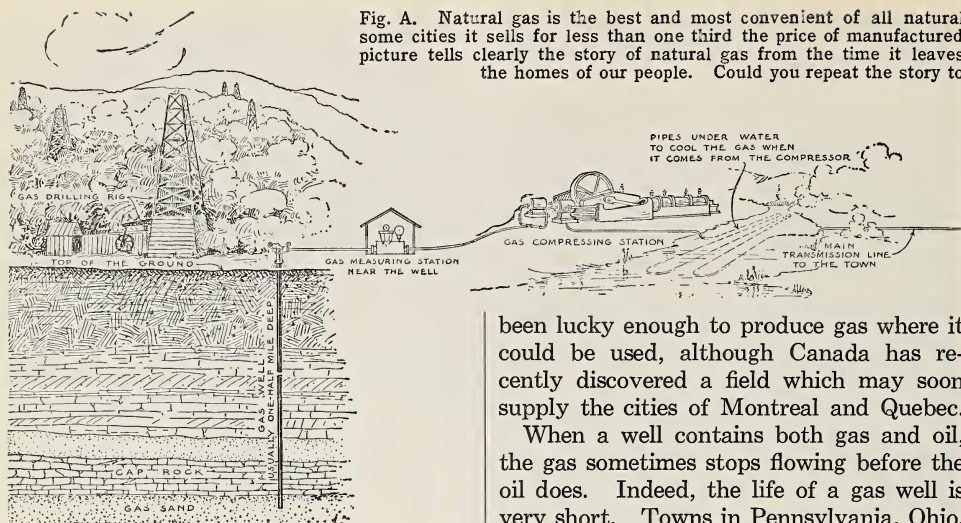 Fig. A. Natural gas is the best and most convenient of all natural
some cities it sells for less than one third the price of manufactured
picture tells clearly the story of natural gas from the time it leaves
the homes of our people. Could you repeat the story to
PIPES UNDER WATER
TO COOL THE GAS WHEN
IT COMES FROM THE COMPRESSOR
GAS DRILLING RIG
TOP OF THE GROUND
GAS MEASURING STATION
NEAR THE WELL
GAS COMPRESSING STATION
MAIN
TRANSMISSION LINE
TO THE TOWN
GAS WELL
USUALLY ONE-HALF MILE DEEP
CAP ROCK
GAS SAND
been lucky enough to produce gas where it
could be used, although Canada has re-
cently discovered a field which may soon
supply the cities of Montreal and Quebec.
When a well contains both gas and oil,
the gas sometimes stops flowing before the
oil does. Indeed, the life of a gas well is
very short. Towns in Pennsylvania, Ohio,